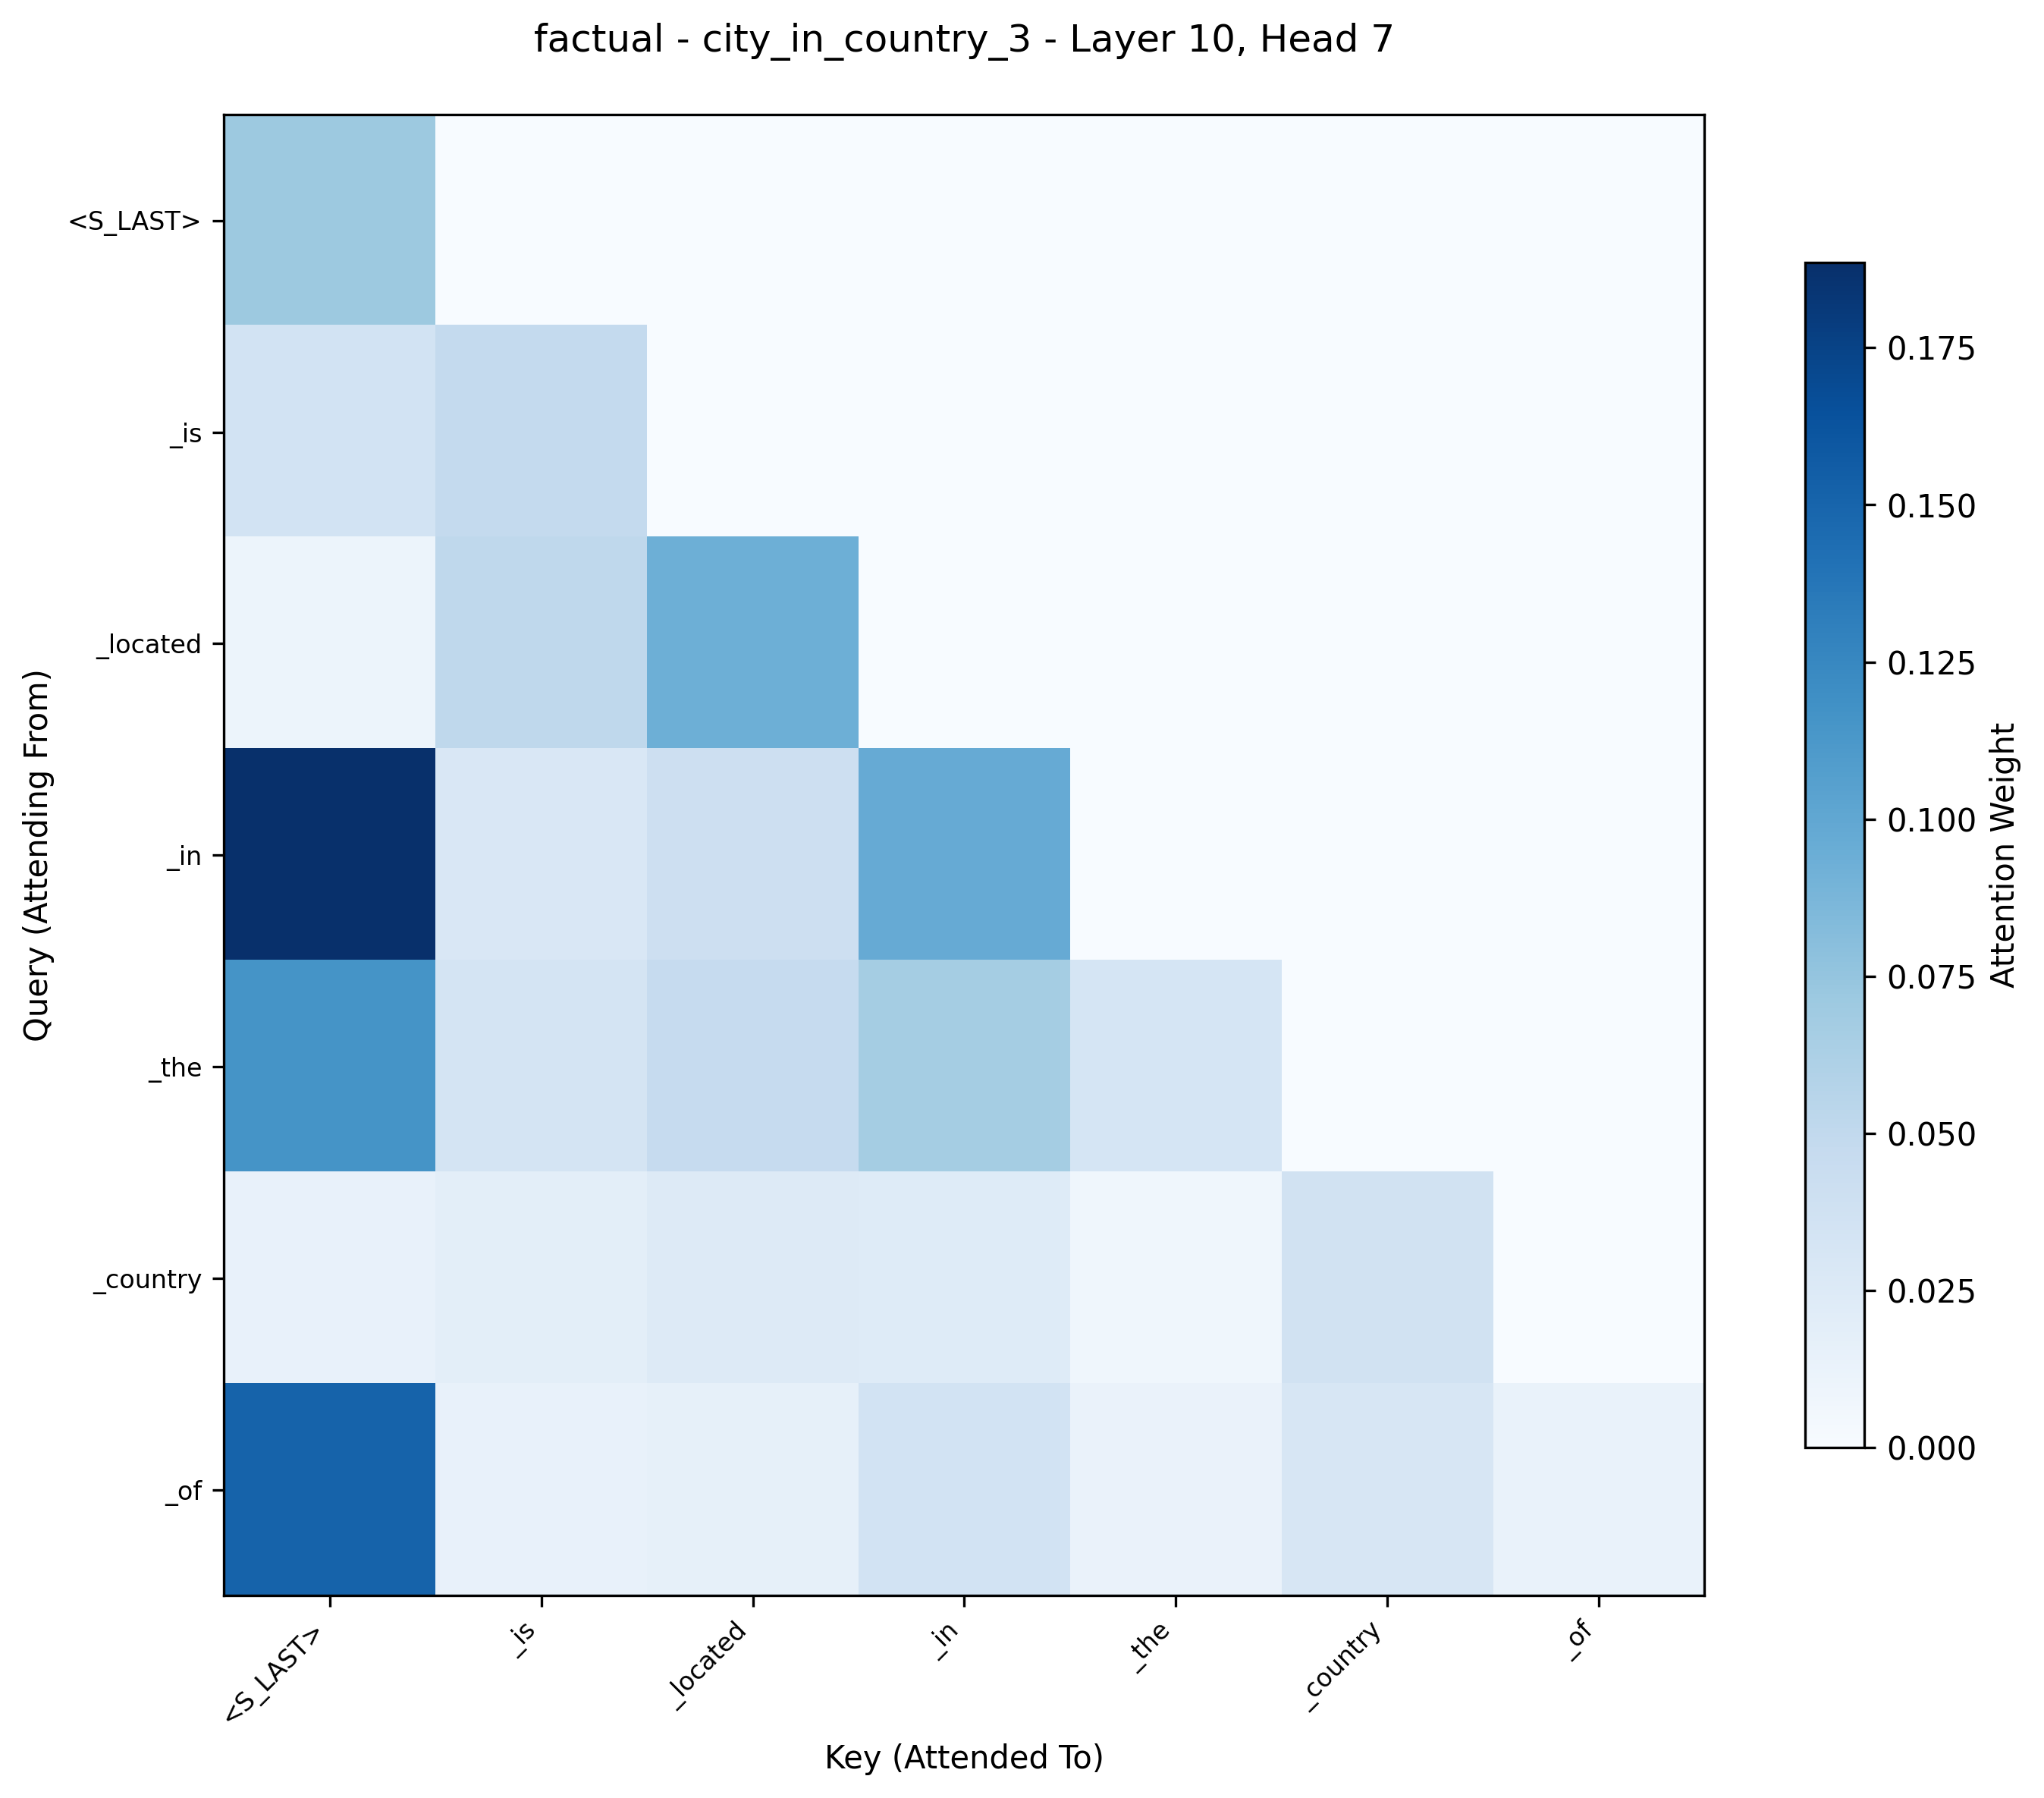 factual - city_in_country_3 - Layer 10, Head 7
Query (Attending From)
<S_LAST>
_is
_located
_in
_the
_country
_of
<S_LAST>
_is
_located
_in
_the
_country
_of
Key (Attended To)
0.175
0.150
0.125
0.100
0.075
0.050
0.025
0.000
Attention Weight